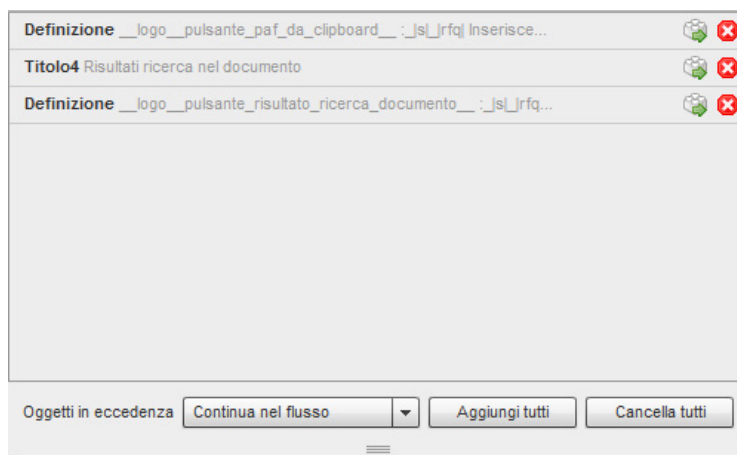 Definizione __logo__pulsante_paf_da_clipboard__ :_|s|_|rfq| Inserisce...
Titolo4 Risultati ricerca nel documento
Definizione __logo__pulsante_risultato_ricerca_documento__ :_|s|_|rfq...
Oggetti in eccedenza Continua nel flusso Aggiungi tutti Cancella tutti